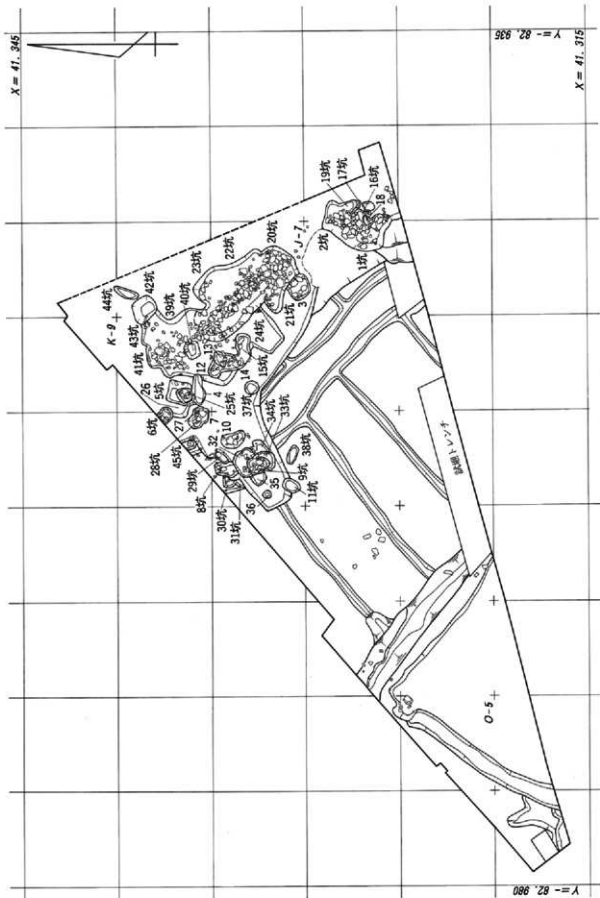 X = 41. 345
Y = - 82. 935
X = 41. 315
Y = - 82. 980
K-9
J-7
O-5
試掘トレンチ
44坑
42坑
43坑
41坑
39坑
40坑
23坑
22坑
20坑
19坑
17坑
16坑
18
2坑
1坑
3
21坑
24坑
15坑
14
13
12
26
5坑
6坑
27
4
25坑
7
28坑
45坑
32
10
29坑
8坑
30坑
31坑
37坑
34坑
33坑
38坑
9坑
35
11坑
36